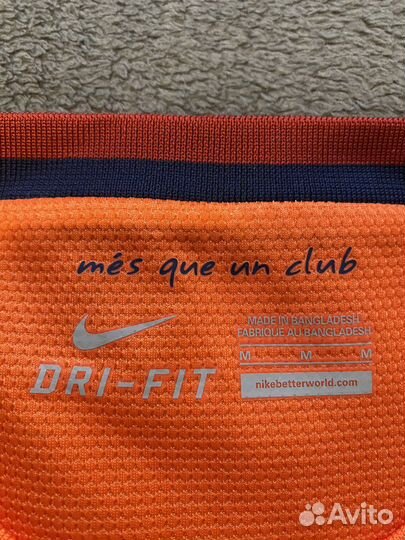 més que un club
DRI-FIT
MADE IN BANGLADESH
FABRIQUE AU BANGLADESH
M M M
nikebetterworld.com
Avito